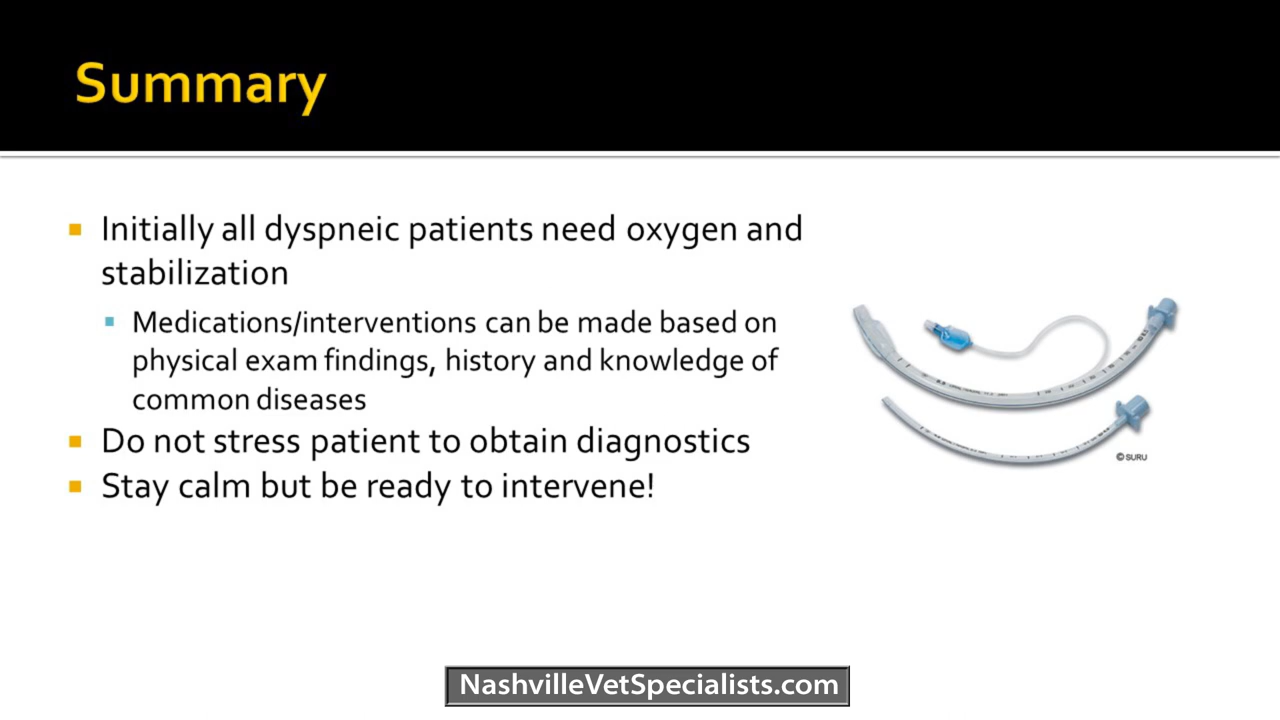 Summary
Initially all dyspneic patients need oxygen and
stabilization
Medications/interventions can be made based on
physical exam findings, history and knowledge of
common diseases
Do not stress patient to obtain diagnostics
Stay calm but be ready to intervene!
©SURU
NashvilleVetSpecialists.com